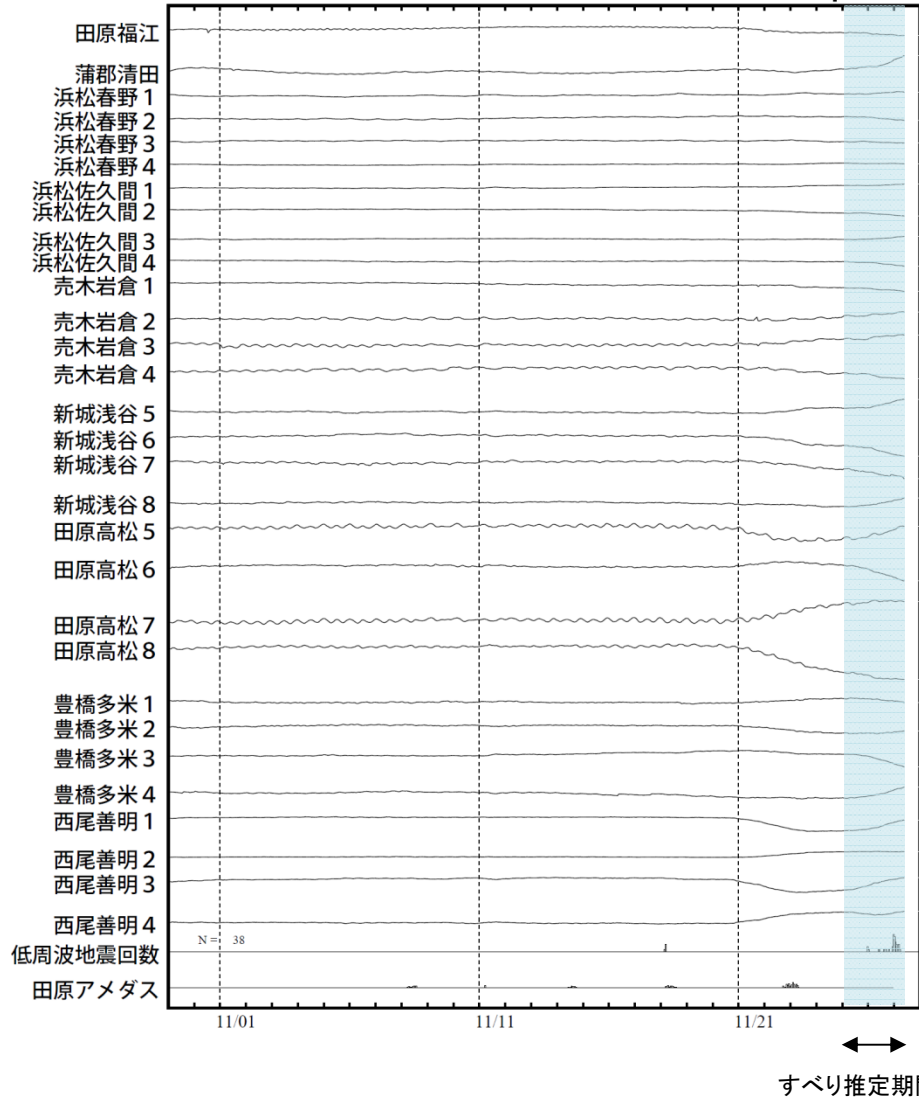 田原福江
蒲郡清田
浜松春野１
浜松春野２
浜松春野３
浜松春野４
浜松佐久間１
浜松佐久間２
浜松佐久間３
浜松佐久間４
売木岩倉１
売木岩倉２
売木岩倉３
売木岩倉４
新城浅谷５
新城浅谷６
新城浅谷７
新城浅谷８
田原高松５
田原高松６
田原高松７
田原高松８
豊橋多米１
豊橋多米２
豊橋多米３
豊橋多米４
西尾善明１
西尾善明２
西尾善明３
西尾善明４
N = 38
低周波地震回数
田原アメダス
11/01 11/11 11/21
すべり推定期